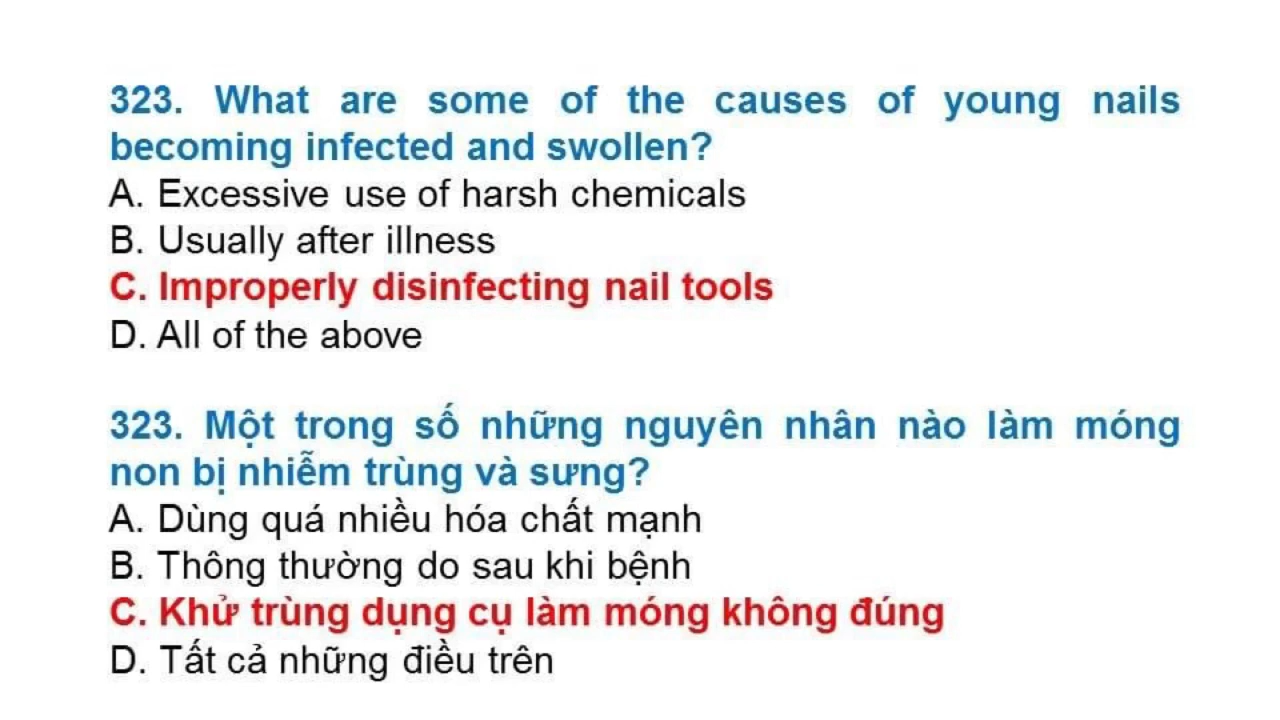 323. What are some of the causes of young nails
becoming infected and swollen?
A. Excessive use of harsh chemicals
B. Usually after illness
C. Improperly disinfecting nail tools
D. All of the above
323. Một trong số những nguyên nhân nào làm móng
non bị nhiễm trùng và sưng?
A. Dùng quá nhiều hóa chất mạnh
B. Thông thường do sau khi bệnh
C. Khử trùng dụng cụ làm móng không đúng
D. Tất cả những điều trên